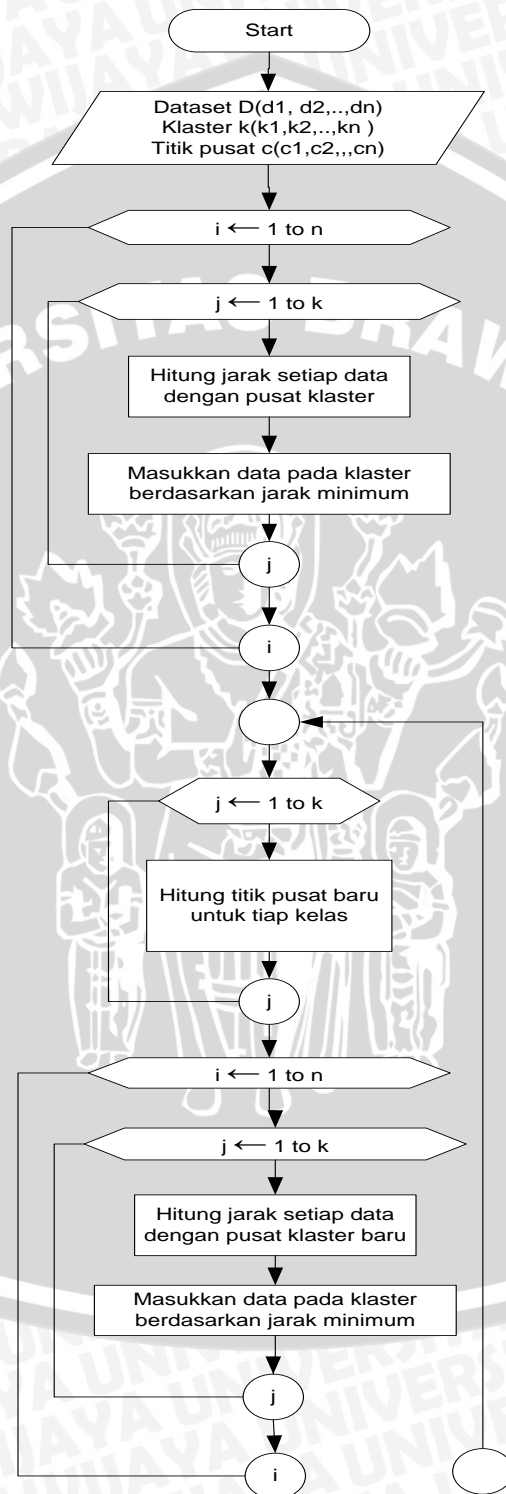 Start
Dataset D(d1, d2,..,dn)
Klaster k(k1,k2,..,kn )
Titik pusat c(c1,c2,,,cn)
i ← 1 to n
j ← 1 to k
Hitung jarak setiap data
dengan pusat klaster
Masukkan data pada klaster
berdasarkan jarak minimum
j
i
j ← 1 to k
Hitung titik pusat baru
untuk tiap kelas
j
i ← 1 to n
j ← 1 to k
Hitung jarak setiap data
dengan pusat klaster baru
Masukkan data pada klaster
berdasarkan jarak minimum
j
i